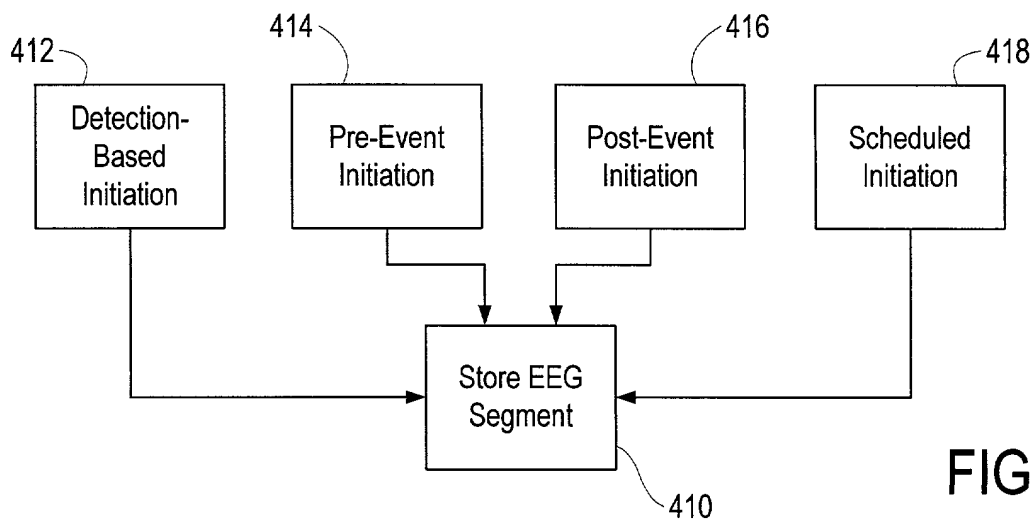 412
414
416
418
Detection-
Based
Initiation
Pre-Event
Initiation
Post-Event
Initiation
Scheduled
Initiation
Store EEG
Segment
410
FIG